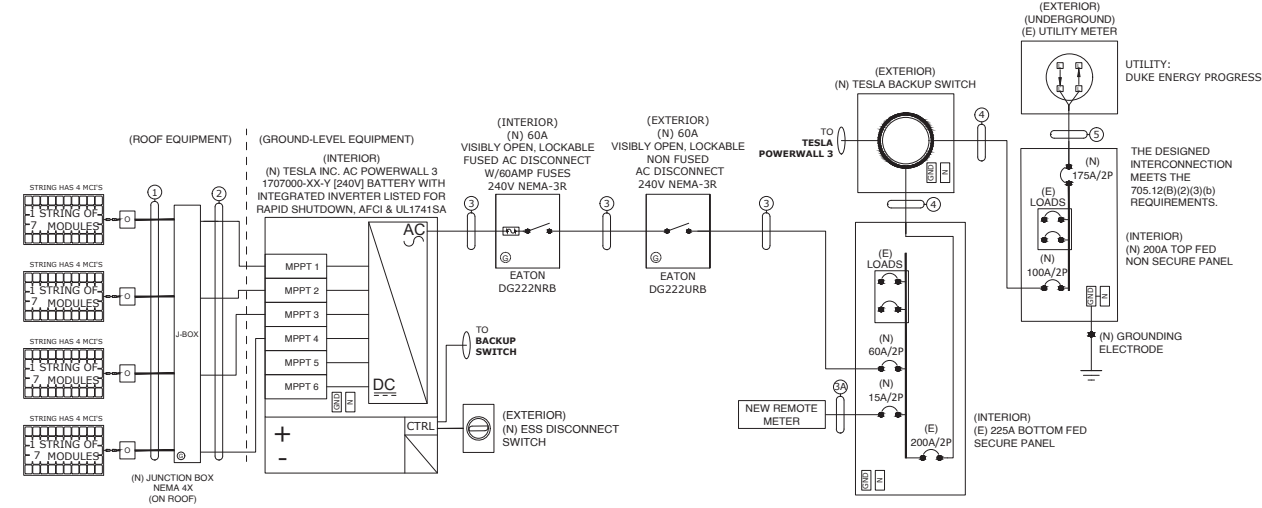 (EXTERIOR)
(UNDERGROUND)
(E) UTILITY METER
L
L
L
L
UTILITY:
DUKE ENERGY PROGRESS
5
(EXTERIOR)
(N) TESLA BACKUP SWITCH
TO
TESLA
POWERWALL 3
GND
N
4
4
(ROOF EQUIPMENT)
(GROUND-LEVEL EQUIPMENT)
(INTERIOR)
(N) TESLA INC. AC POWERWALL 3
1707000-XX-Y [240V] BATTERY WITH
INTEGRATED INVERTER LISTED FOR
RAPID SHUTDOWN, AFCI & UL1741SA
(INTERIOR)
(N) 60A
VISIBLY OPEN, LOCKABLE
FUSED AC DISCONNECT
W/60AMP FUSES
240V NEMA-3R
(EXTERIOR)
(N) 60A
VISIBLY OPEN, LOCKABLE
NON FUSED
AC DISCONNECT
240V NEMA-3R
STRING HAS 4 MCI'S
1 STRING OF
7 MODULES
O
STRING HAS 4 MCI'S
1 STRING OF
7 MODULES
O
STRING HAS 4 MCI'S
1 STRING OF
7 MODULES
O
STRING HAS 4 MCI'S
1 STRING OF
7 MODULES
O
1
2
J-BOX
G
(N) JUNCTION BOX
NEMA 4X
(ON ROOF)
AC
MPPT 1
MPPT 2
MPPT 3
MPPT 4
MPPT 5
MPPT 6
DC
GND
N
+
-
CTRL
TO
BACKUP
SWITCH
(EXTERIOR)
(N) ESS DISCONNECT
SWITCH
3
G
EATON
DG222NRB
3
G
EATON
DG222URB
3
(E)
LOADS
(N)
60A/2P
(N)
15A/2P
3A
NEW REMOTE
METER
(E)
200A/2P
GND
N
(INTERIOR)
(E) 225A BOTTOM FED
SECURE PANEL
(N)
175A/2P
(E)
LOADS
(N)
100A/2P
GND
N
THE DESIGNED
INTERCONNECTION
MEETS THE
705.12(B)(2)(3)(b)
REQUIREMENTS.
(INTERIOR)
(N) 200A TOP FED
NON SECURE PANEL
(N) GROUNDING
ELECTRODE